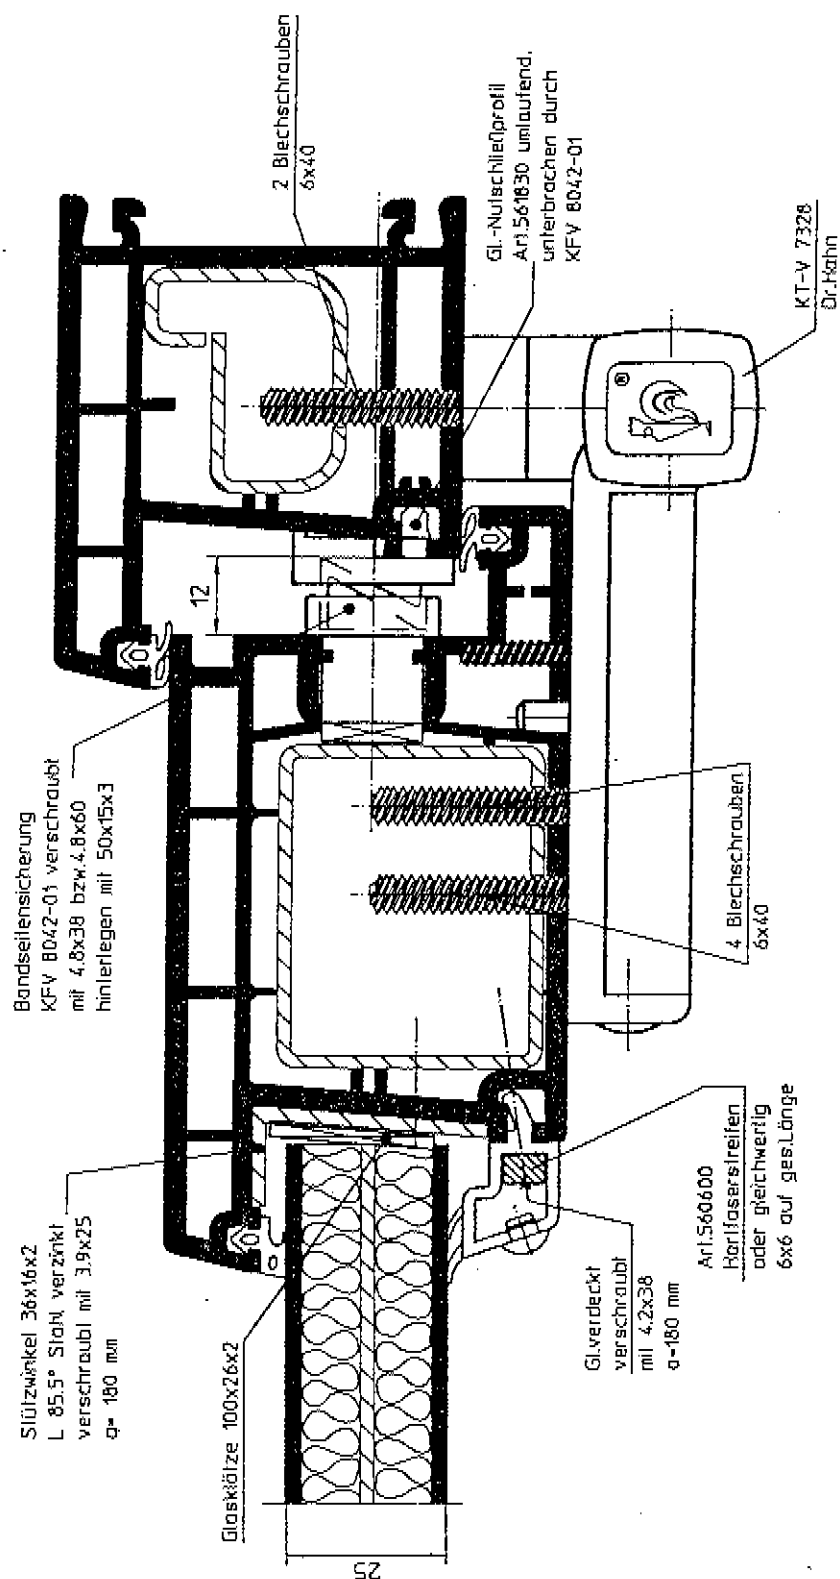 Stützwinkel 36x16x2
L 85.5° Stahl verzinkt
verschraubt mit 3.9x25
a= 180 mm
Bandseitensicherung
KFV 8042-01 verschraubt
mit 4.8x38 bzw.4.8x60
hinterlegen mit 50x15x3
2 Blechschrauben
6x40
Glasklötze 100x26x2
12
GL.-Nutschließprofil
Art.561830 umlaufend.
unterbrochen durch
KFV 8042-01
25
®
Gl.verdeckt
verschraubt
mit 4.2x38
a=180 mm
Art.560600
Hartfaserstreifen
oder gleichwertig
6x6 auf ges.Länge
4 Blechschrauben
6x40
KT-V 7328
Dr.Hahn